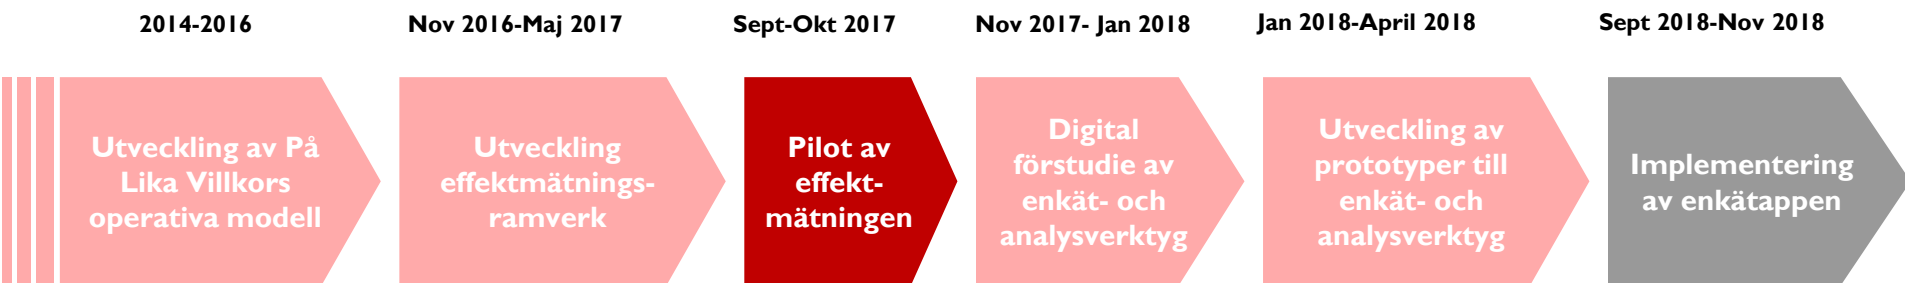 2014-2016
Nov 2016-Maj 2017
Sept-Okt 2017
Nov 2017- Jan 2018
Jan 2018-April 2018
Sept 2018-Nov 2018
Utveckling av På
Lika Villkors
operativa modell
Utveckling
effektmätnings-
ramverk
Pilot av
effekt-
mätningen
Digital
förstudie av
enkät- och
analysverktyg
Utveckling av
prototyper till
enkät- och
analysverktyg
Implementering
av enkätappen